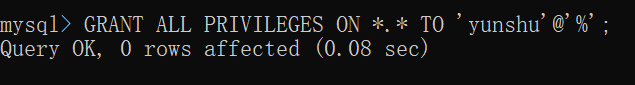 mysql> GRANT ALL PRIVILEGES ON *.* TO 'yunshu'@'%';
Query OK, 0 rows affected (0.08 sec)